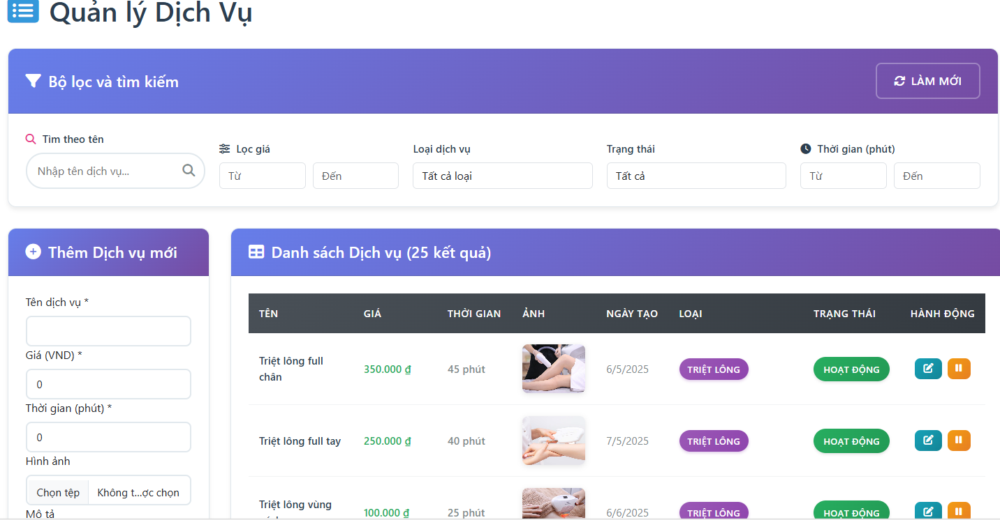 Quản lý Dịch Vụ
Bộ lọc và tìm kiếm
LÀM MỚI
Tìm theo tên
Nhập tên dịch vụ...
Lọc giá
Từ
Đến
Loại dịch vụ
Tất cả loại
Trạng thái
Tất cả
Thời gian (phút)
Từ
Đến
Thêm Dịch vụ mới
Tên dịch vụ *
Giá (VND) *
0
Thời gian (phút) *
0
Hình ảnh
Chọn tệp Không t...ợc chọn
Mô tả
Danh sách Dịch vụ (25 kết quả)
TÊN GIÁ THỜI GIAN ẢNH NGÀY TẠO LOẠI TRẠNG THÁI HÀNH ĐỘNG
Triệt lông full
chân
350.000 ₫ 45 phút 6/5/2025 TRIỆT LÔNG HOẠT ĐỘNG
Triệt lông full tay 250.000 ₫ 40 phút 7/5/2025 TRIỆT LÔNG HOẠT ĐỘNG
Triệt lông vùng
100.000 ₫ 25 phút 6/6/2025 TRIỆT LÔNG HOẠT ĐỘNG